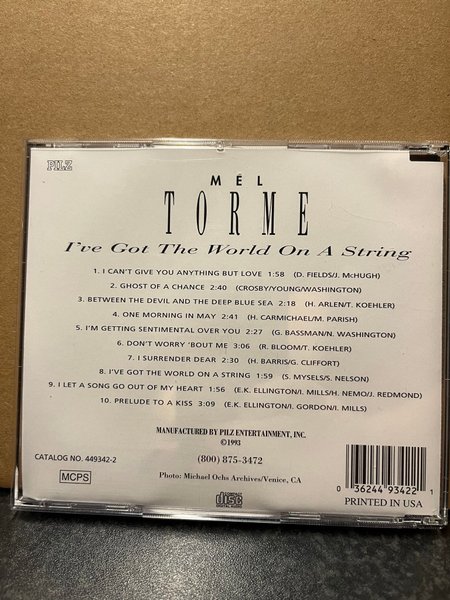 PILZ
MÉL
TORME
I've Got The World On A String
1. I CAN'T GIVE YOU ANYTHING BUT LOVE 1:58 (D. FIELDS/J. McHUGH)
2. GHOST OF A CHANCE 2:40 (CROSBY/YOUNG/WASHINGTON)
3. BETWEEN THE DEVIL AND THE DEEP BLUE SEA 2:18 (H. ARLEN/T. KOEHLER)
4. ONE MORNING IN MAY 2:41 (H. CARMICHAEL/M. PARISH)
5. I'M GETTING SENTIMENTAL OVER YOU 2:27 (G. BASSMAN/N. WASHINGTON)
6. DON'T WORRY 'BOUT ME 3:06 (R. BLOOM/T. KOEHLER)
7. I SURRENDER DEAR 2:30 (H. BARRIS/G. CLIFFORT)
8. I'VE GOT THE WORLD ON A STRING 1:59 (S. MYSELS/S. NELSON)
9. I LET A SONG GO OUT OF MY HEART 1:56 (E.K. ELLINGTON/I. MILLS/H. NEMO/J. REDMOND)
10. PRELUDE TO A KISS 3:09 (E.K. ELLINGTON/I. GORDON/I. MILLS)
MANUFACTURED BY PILZ ENTERTAINMENT, INC.
©1993
CATALOG NO. 449342-2
(800) 875-3472
MCPS
Photo: Michael Ochs Archives/Venice, CA
0 36244 93422 1
PRINTED IN USA
COMPACT
disc
DIGITAL AUDIO